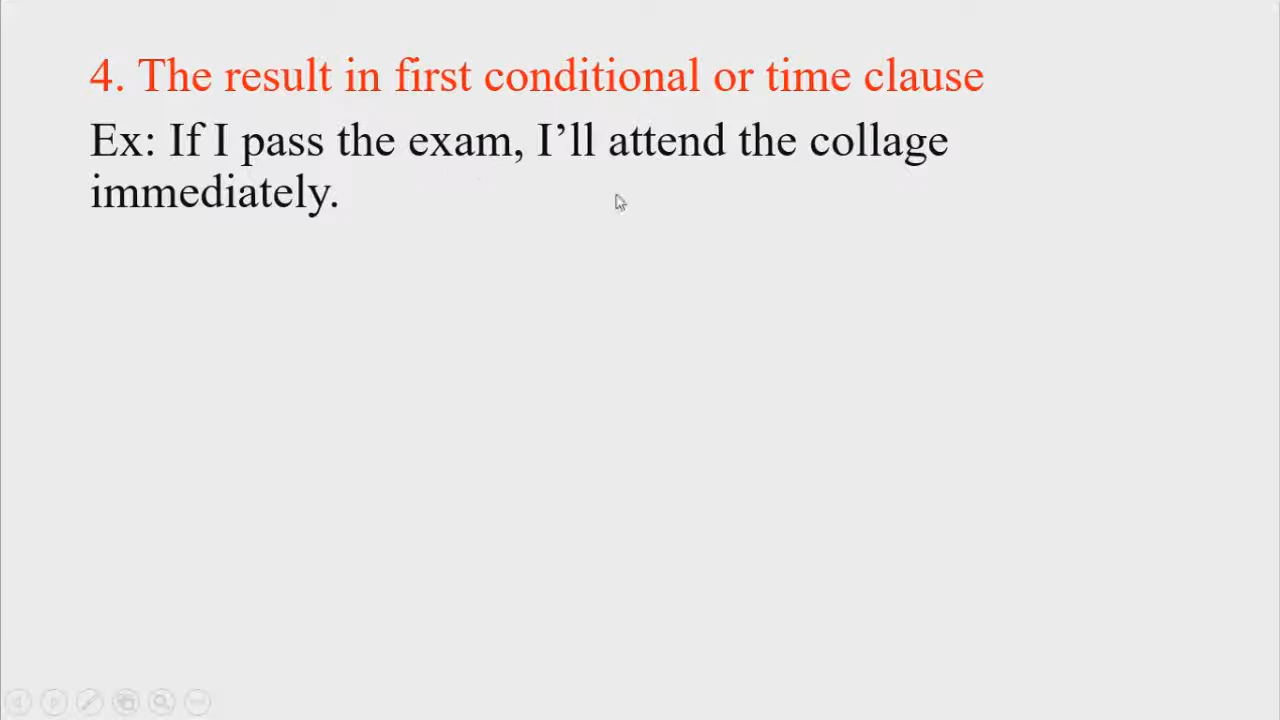 4. The result in first conditional or time clause
Ex: If I pass the exam, I’ll attend the collage
immediately.